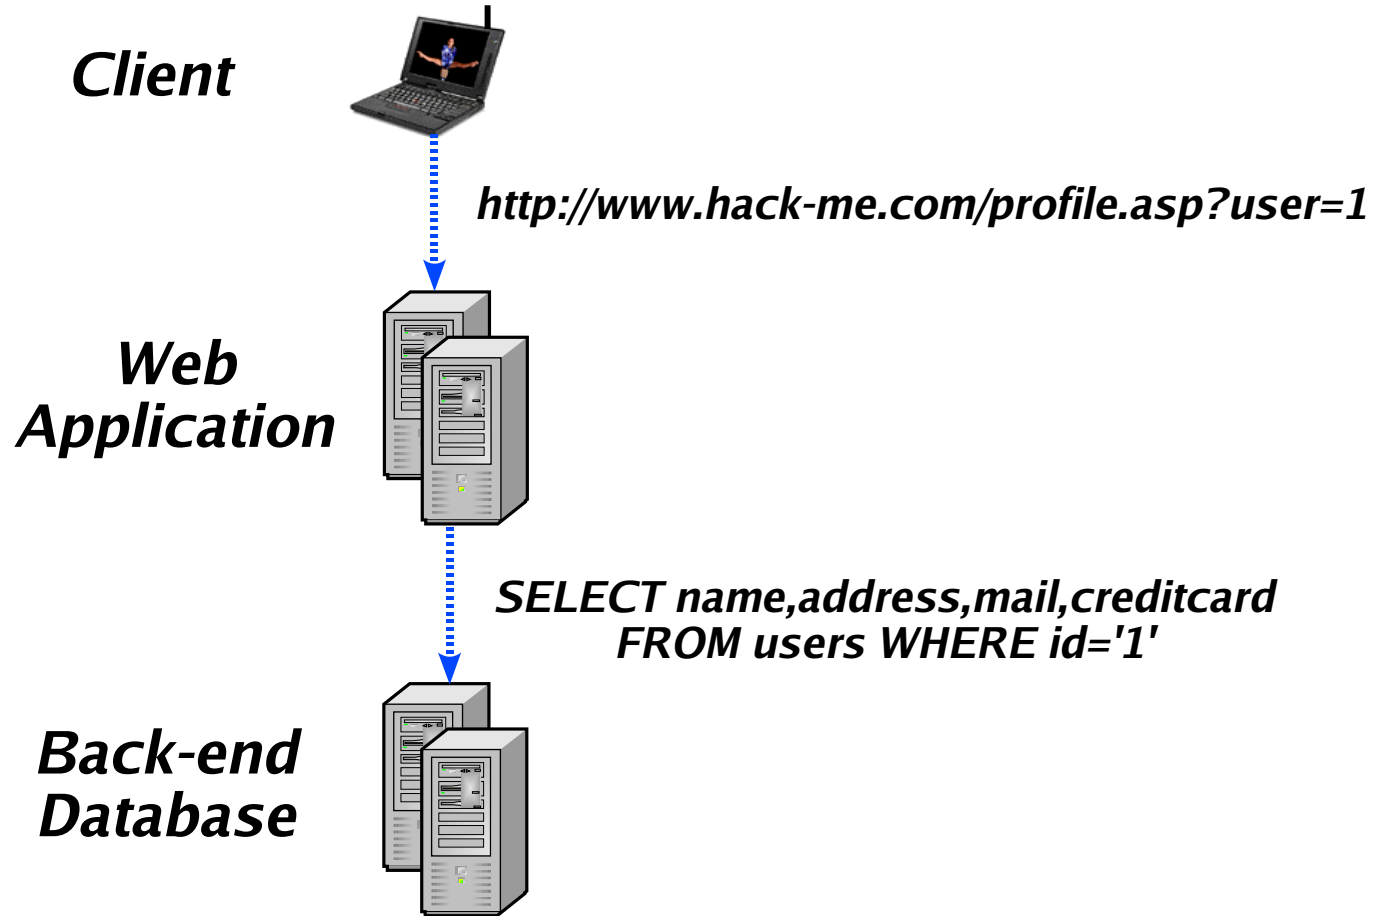 Client
http://www.hack-me.com/profile.asp?user=1
Web
Application
SELECT name,address,mail,creditcard
FROM users WHERE id='1'
Back-end
Database